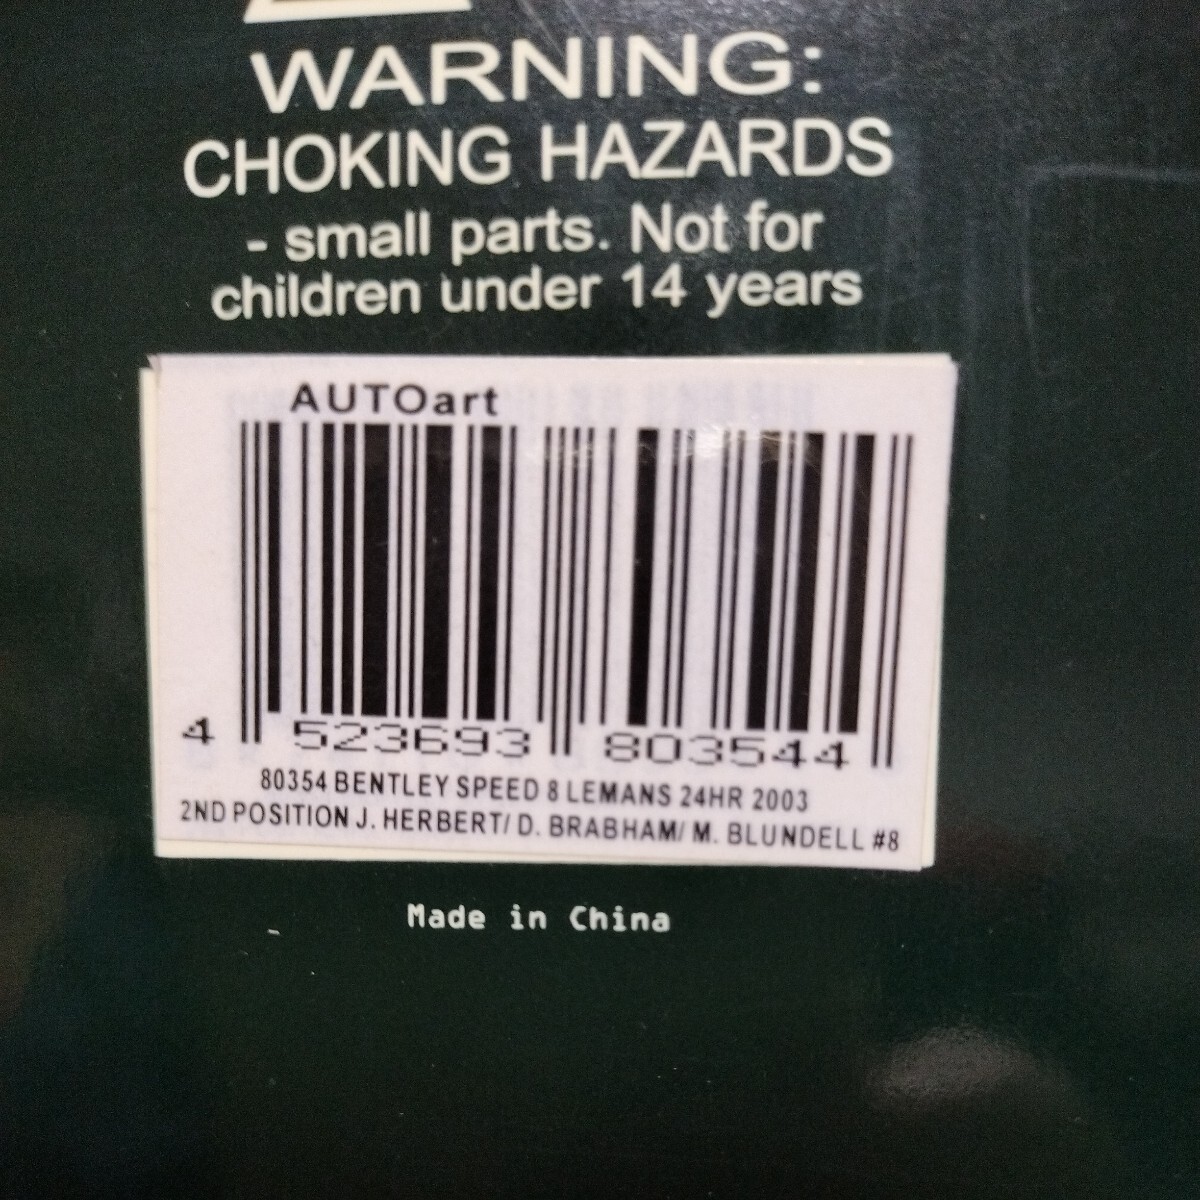 WARNING:
CHOKING HAZARDS
- small parts. Not for
children under 14 years
AUTOart
4 523693 803544
80354 BENTLEY SPEED 8 LEMANS 24HR 2003
2ND POSITION J. HERBERT/ D. BRABHAM/ M. BLUNDELL #8
Made in China